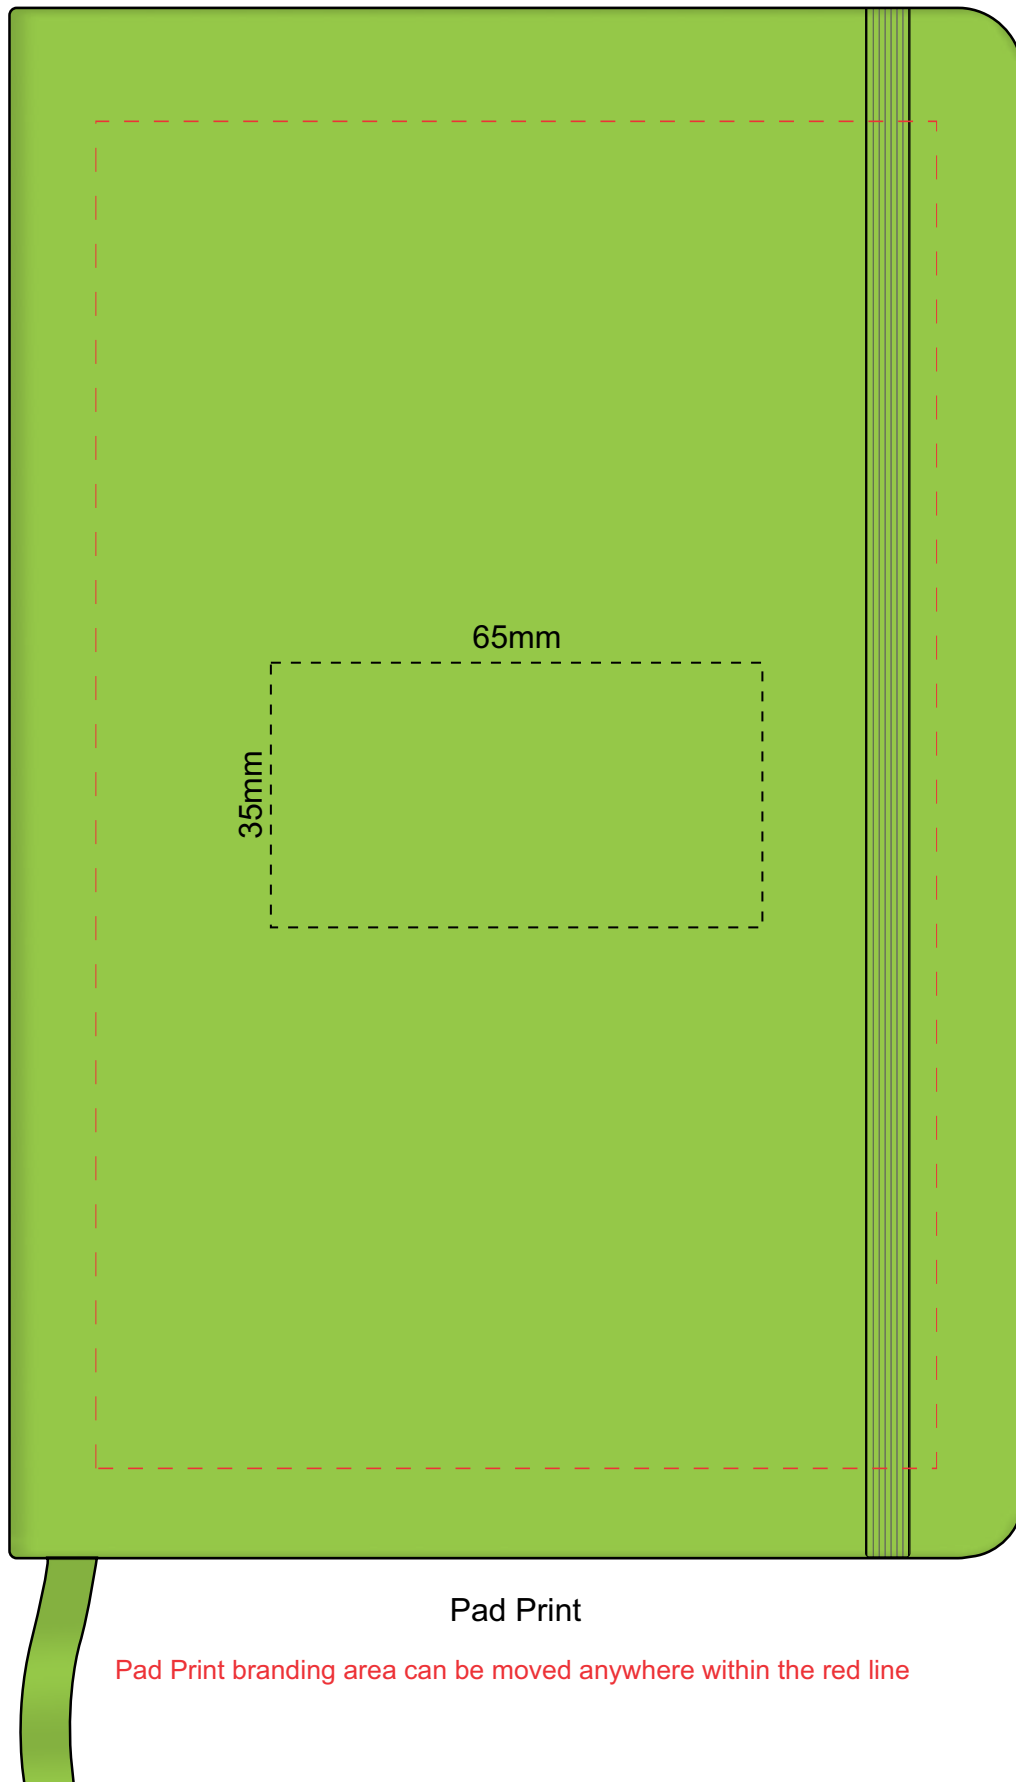 65mm
35mm
Pad Print
Pad Print branding area can be moved anywhere within the red line